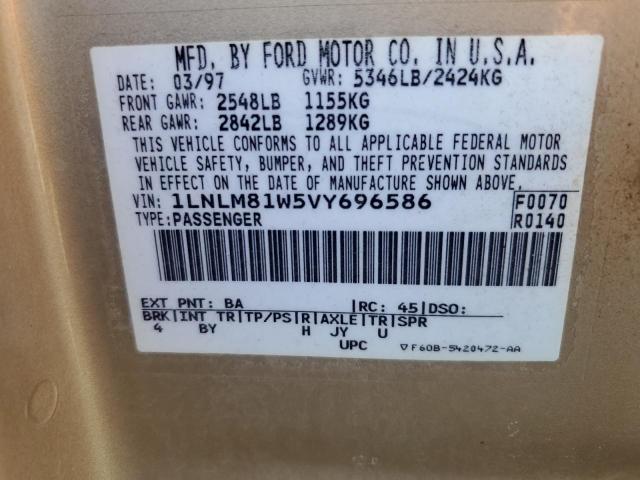 MFD. BY FORD MOTOR CO. IN U.S.A.
DATE: 03/97 GVWR: 5346LB/2424KG
FRONT GAWR: 2548LB 1155KG
REAR GAWR: 2842LB 1289KG
THIS VEHICLE CONFORMS TO ALL APPLICABLE FEDERAL MOTOR
VEHICLE SAFETY, BUMPER, AND THEFT PREVENTION STANDARDS
IN EFFECT ON THE DATE OF MANUFACTURE SHOWN ABOVE.
VIN: 1LNLM81W5VY696586 F0070
TYPE: PASSENGER R0140
EXT PNT: BA |RC: 45|DSO:
BRK|INT TR|TP/PS|R|AXLE|TR|SPR
4 BY H JY U
UPC ▽F60B-5420472-AA